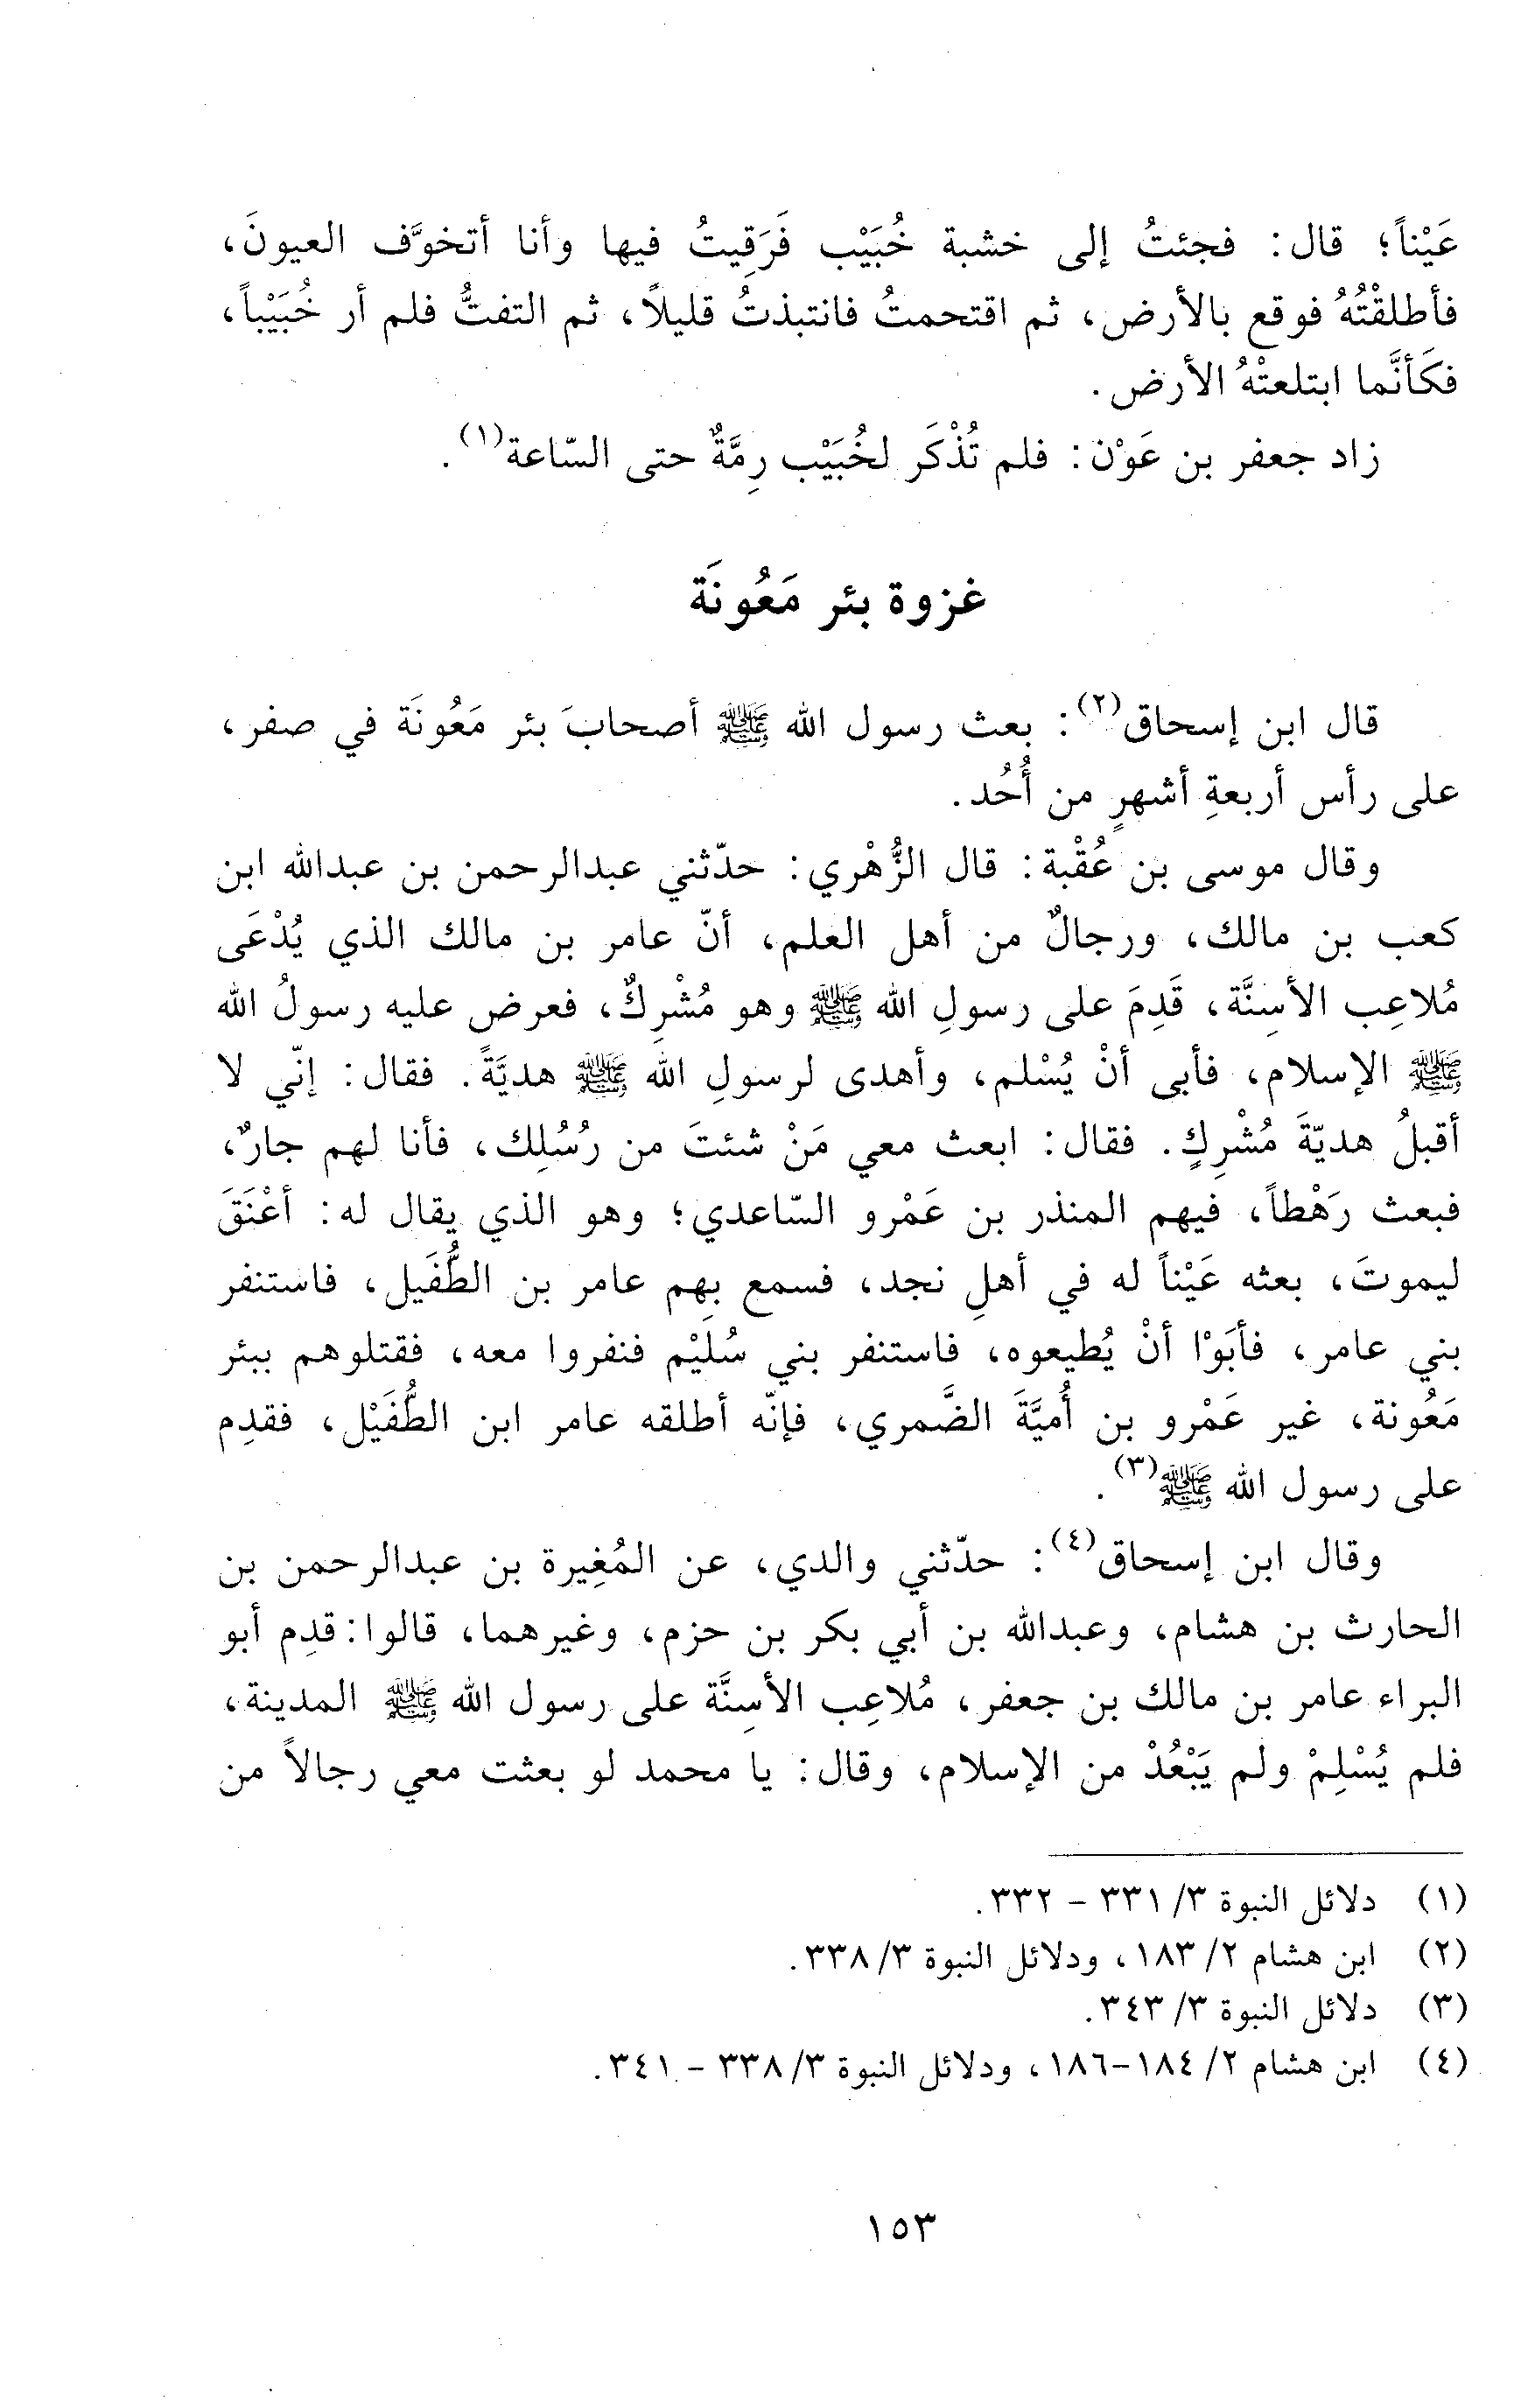 عَيْناً؛ قال: فجئتُ إلى خشبة خُبَيْب فَرَقِيتُ فيها وأنا أتخوَّف العيونَ،
فأطلقْتُهُ فوقع بالأرض، ثم اقتحمتُ فانتبذتُ قليلاً، ثم التفتُّ فلم أر خُبَيْباً،
فكَأنَّما ابتلعتْهُ الأرض.
زاد جعفر بن عَوْن: فلم تُذْكَر لخُبَيْب رِمَّةٌ حتى السّاعة(١).
غزوة بئر مَعُونَة
قال ابن إسحاق(٢): بعث رسول الله ﷺ أصحابَ بئر مَعُونَة في صفر،
على رأس أربعةِ أشهرٍ من أُحُد.
وقال موسى بن عُقْبة: قال الزُّهْري: حدّثني عبدالرحمن بن عبدالله ابن
كعب بن مالك، ورجالٌ من أهل العلم، أنّ عامر بن مالك الذي يُدْعَى
مُلاعِب الأسِنَّة، قَدِمَ على رسولِ الله ﷺ وهو مُشْرِكٌ، فعرض عليه رسولُ الله
ﷺ الإسلام، فأبى أنْ يُسْلم، وأهدى لرسولِ الله ﷺ هديَّةً. فقال: إنّي لا
أقبلُ هديّةَ مُشْرِكٍ. فقال: ابعث معي مَنْ شئتَ من رُسُلِك، فأنا لهم جارٌ،
فبعث رَهْطاً، فيهم المنذر بن عَمْرو السّاعدي؛ وهو الذي يقال له: أعْنَقَ
ليموتَ، بعثه عَيْناً له في أهلِ نجد، فسمع بِهم عامر بن الطُّفَيل، فاستنفر
بني عامر، فأبَوْا أنْ يُطيعوه، فاستنفر بني سُلَيْم فنفروا معه، فقتلوهم ببئر
مَعُونة، غير عَمْرو بن أُميَّةَ الضَّمري، فإنّه أطلقه عامر ابن الطُّفَيْل، فقدِم
على رسول الله ﷺ(٣).
وقال ابن إسحاق(٤): حدّثني والدي، عن المُغِيرة بن عبدالرحمن بن
الحارث بن هشام، وعبدالله بن أبي بكر بن حزم، وغيرهما، قالوا: قدِم أبو
البراء عامر بن مالك بن جعفر، مُلاعِب الأسِنَّة على رسول الله ﷺ المدينة،
فلم يُسْلِمْ ولم يَبْعُدْ من الإسلام، وقال: يا محمد لو بعثت معي رجالاً من
(١) دلائل النبوة ٣/ ٣٣١ - ٣٣٢.
(٢) ابن هشام ٢/ ١٨٣، ودلائل النبوة ٣/ ٣٣٨.
(٣) دلائل النبوة ٣/ ٣٤٣.
(٤) ابن هشام ٢/ ١٨٤-١٨٦، ودلائل النبوة ٣/ ٣٣٨ - ٣٤١.
١٥٣